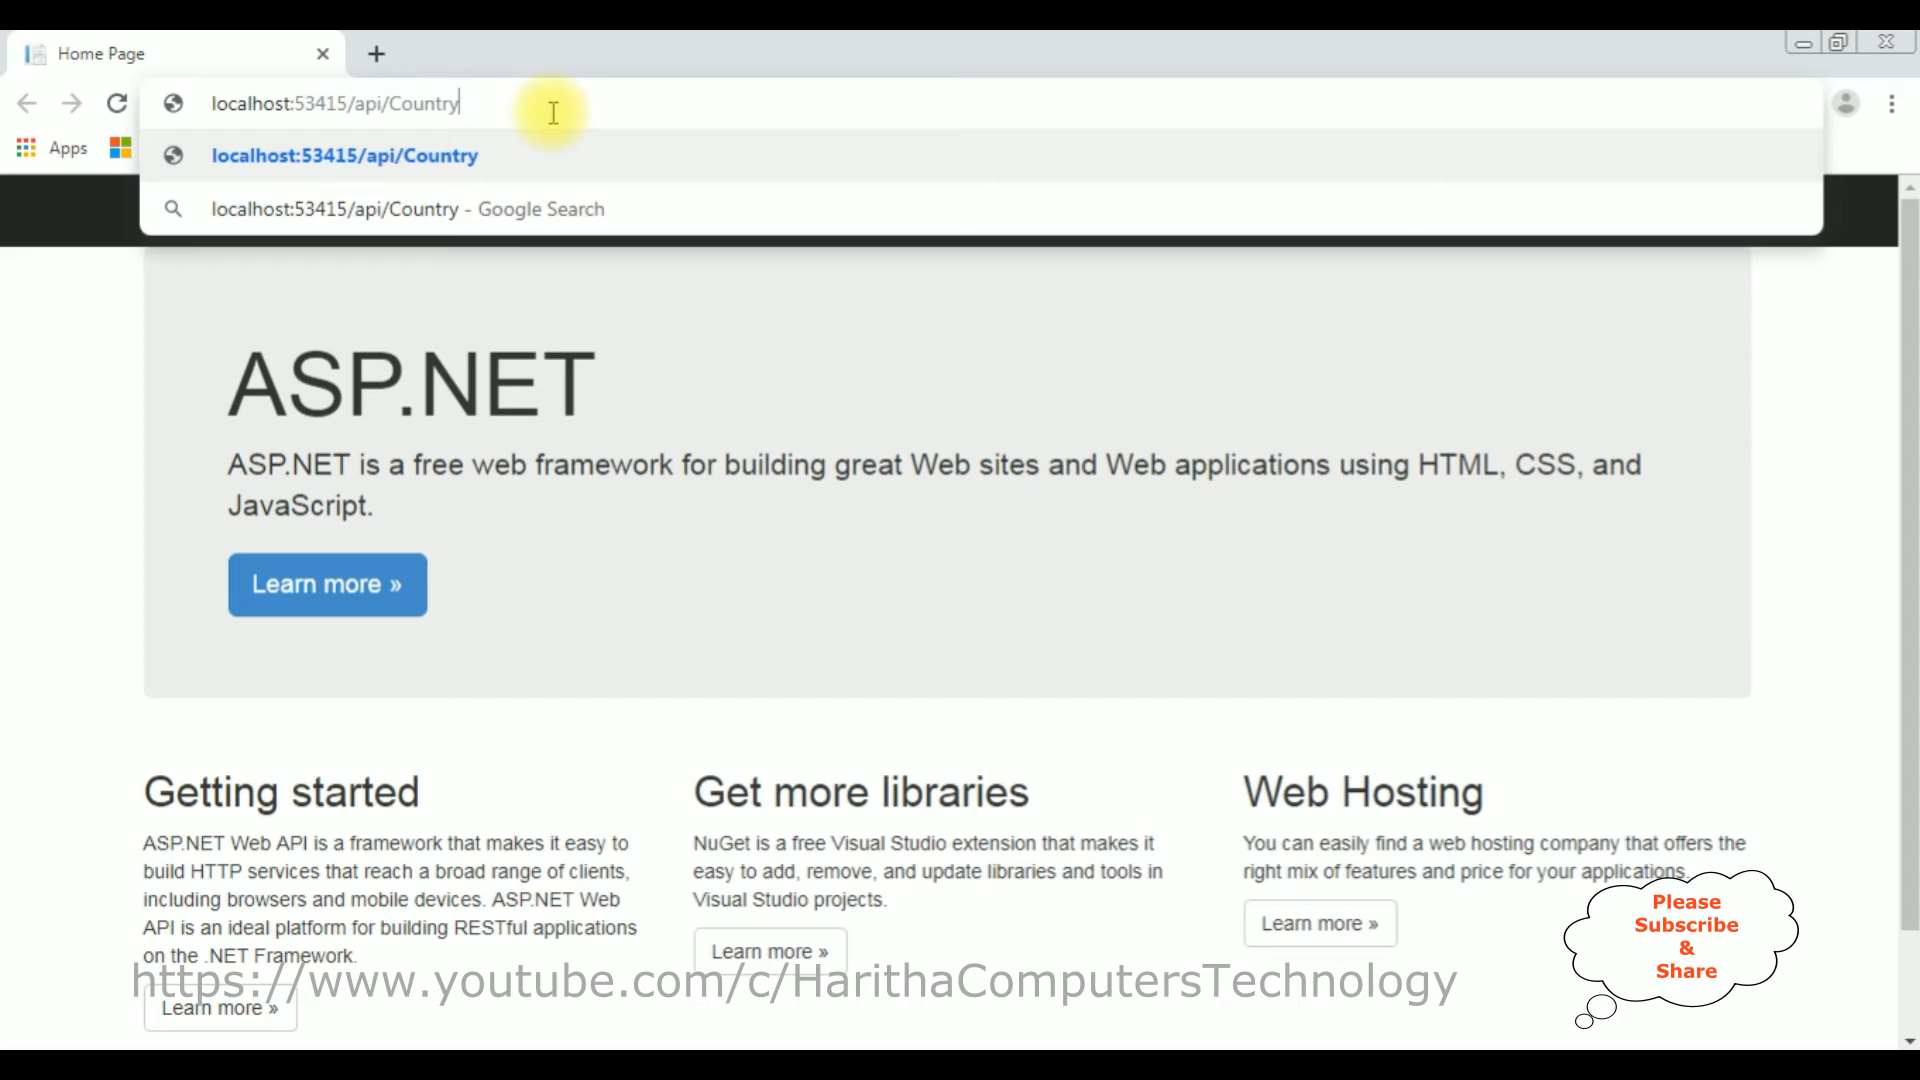 Home Page
localhost:53415/api/Country
Apps
localhost:53415/api/Country
localhost:53415/api/Country - Google Search
ASP.NET
ASP.NET is a free web framework for building great Web sites and Web applications using HTML, CSS, and
JavaScript.
Learn more »
Getting started
ASP.NET Web API is a framework that makes it easy to
build HTTP services that reach a broad range of clients,
including browsers and mobile devices. ASP.NET Web
API is an ideal platform for building RESTful applications
on the .NET Framework.
Learn more »
Get more libraries
NuGet is a free Visual Studio extension that makes it
easy to add, remove, and update libraries and tools in
Visual Studio projects.
Learn more »
Web Hosting
You can easily find a web hosting company that offers the
right mix of features and price for your applications.
Learn more »
Please
Subscribe
&
Share
https://www.youtube.com/c/HarithaComputersTechnology